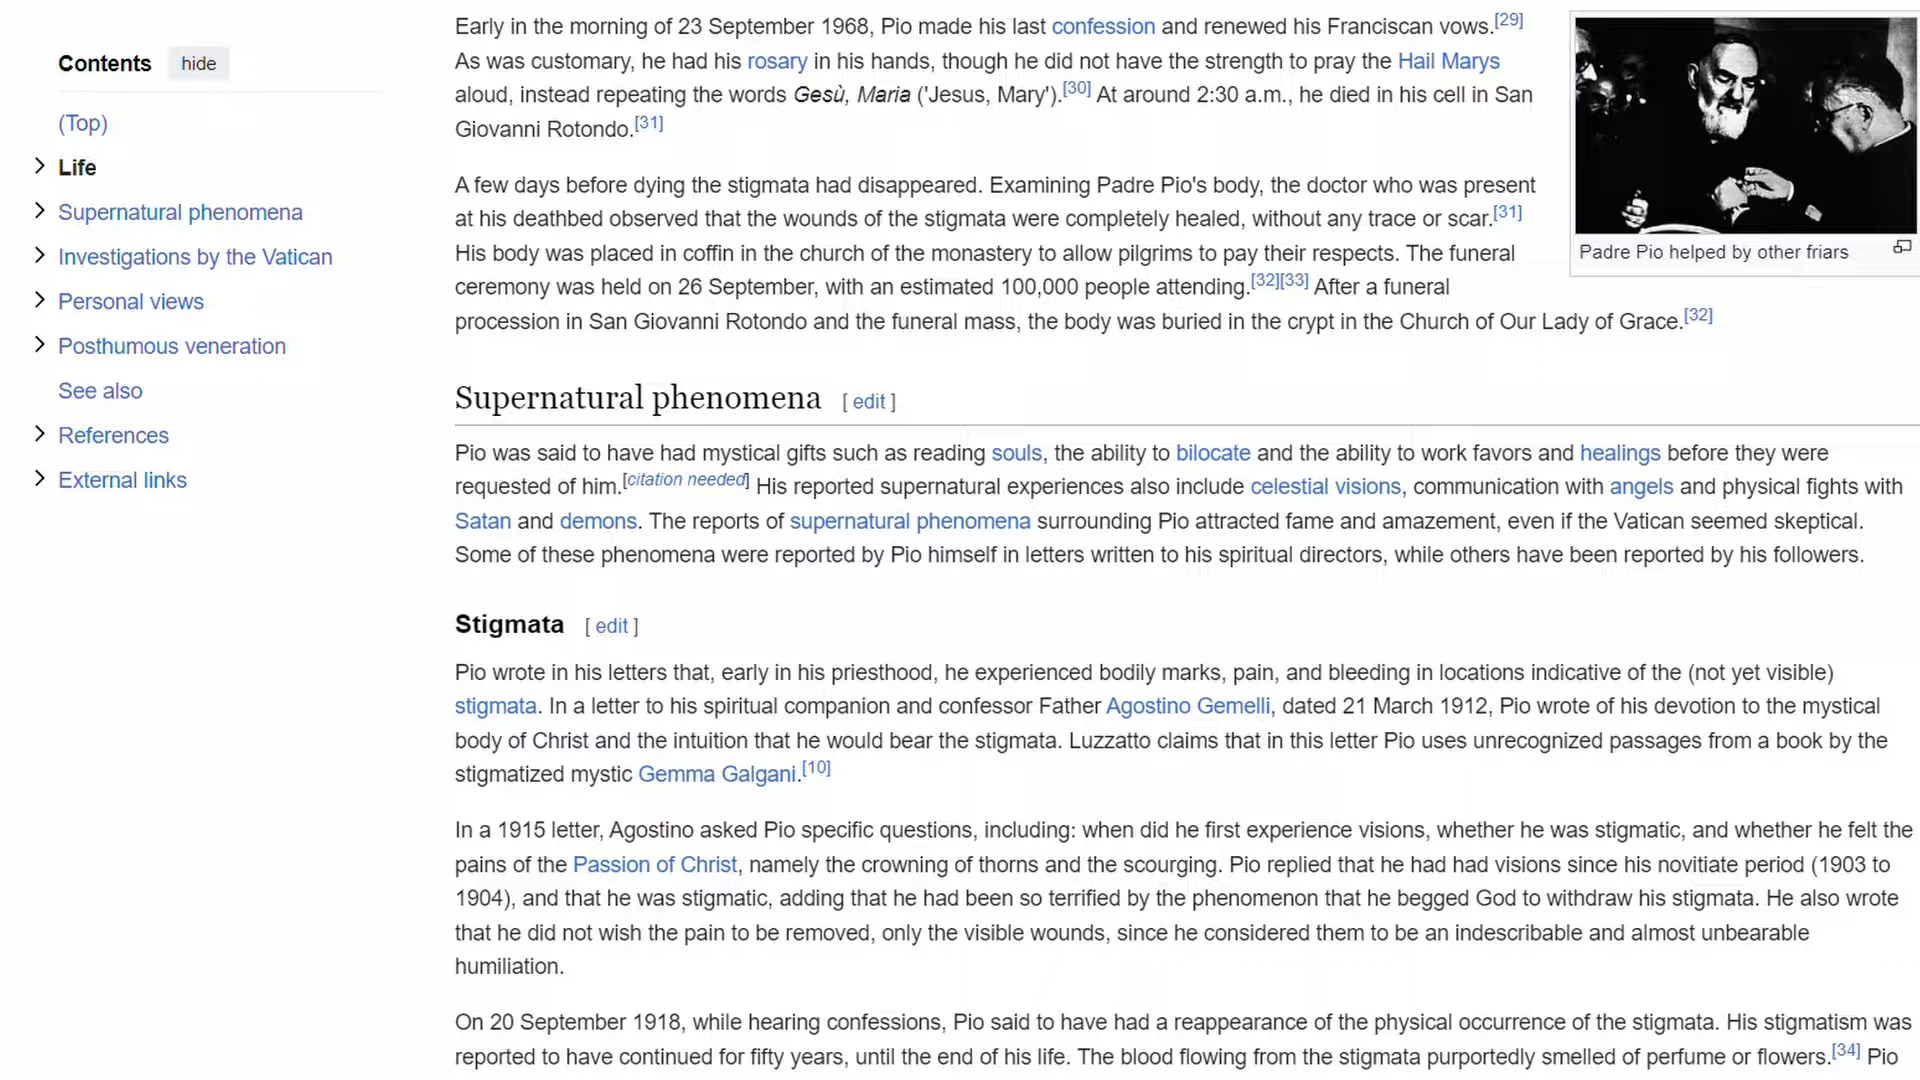 Contents hide
(Top)
Life
Supernatural phenomena
Investigations by the Vatican
Personal views
Posthumous veneration
See also
References
External links
Early in the morning of 23 September 1968, Pio made his last confession and renewed his Franciscan vows.[29]
As was customary, he had his rosary in his hands, though he did not have the strength to pray the Hail Marys
aloud, instead repeating the words Gesù, Maria ('Jesus, Mary').[30] At around 2:30 a.m., he died in his cell in San
Giovanni Rotondo.[31]
A few days before dying the stigmata had disappeared. Examining Padre Pio's body, the doctor who was present
at his deathbed observed that the wounds of the stigmata were completely healed, without any trace or scar.[31]
His body was placed in coffin in the church of the monastery to allow pilgrims to pay their respects. The funeral
ceremony was held on 26 September, with an estimated 100,000 people attending.[32][33] After a funeral
procession in San Giovanni Rotondo and the funeral mass, the body was buried in the crypt in the Church of Our Lady of Grace.[32]
Padre Pio helped by other friars
Supernatural phenomena [ edit ]
Pio was said to have had mystical gifts such as reading souls, the ability to bilocate and the ability to work favors and healings before they were
requested of him.[citation needed] His reported supernatural experiences also include celestial visions, communication with angels and physical fights with
Satan and demons. The reports of supernatural phenomena surrounding Pio attracted fame and amazement, even if the Vatican seemed skeptical.
Some of these phenomena were reported by Pio himself in letters written to his spiritual directors, while others have been reported by his followers.
Stigmata [ edit ]
Pio wrote in his letters that, early in his priesthood, he experienced bodily marks, pain, and bleeding in locations indicative of the (not yet visible)
stigmata. In a letter to his spiritual companion and confessor Father Agostino Gemelli, dated 21 March 1912, Pio wrote of his devotion to the mystical
body of Christ and the intuition that he would bear the stigmata. Luzzatto claims that in this letter Pio uses unrecognized passages from a book by the
stigmatized mystic Gemma Galgani.[10]
In a 1915 letter, Agostino asked Pio specific questions, including: when did he first experience visions, whether he was stigmatic, and whether he felt the
pains of the Passion of Christ, namely the crowning of thorns and the scourging. Pio replied that he had had visions since his novitiate period (1903 to
1904), and that he was stigmatic, adding that he had been so terrified by the phenomenon that he begged God to withdraw his stigmata. He also wrote
that he did not wish the pain to be removed, only the visible wounds, since he considered them to be an indescribable and almost unbearable
humiliation.
On 20 September 1918, while hearing confessions, Pio said to have had a reappearance of the physical occurrence of the stigmata. His stigmatism was
reported to have continued for fifty years, until the end of his life. The blood flowing from the stigmata purportedly smelled of perfume or flowers.[34] Pio